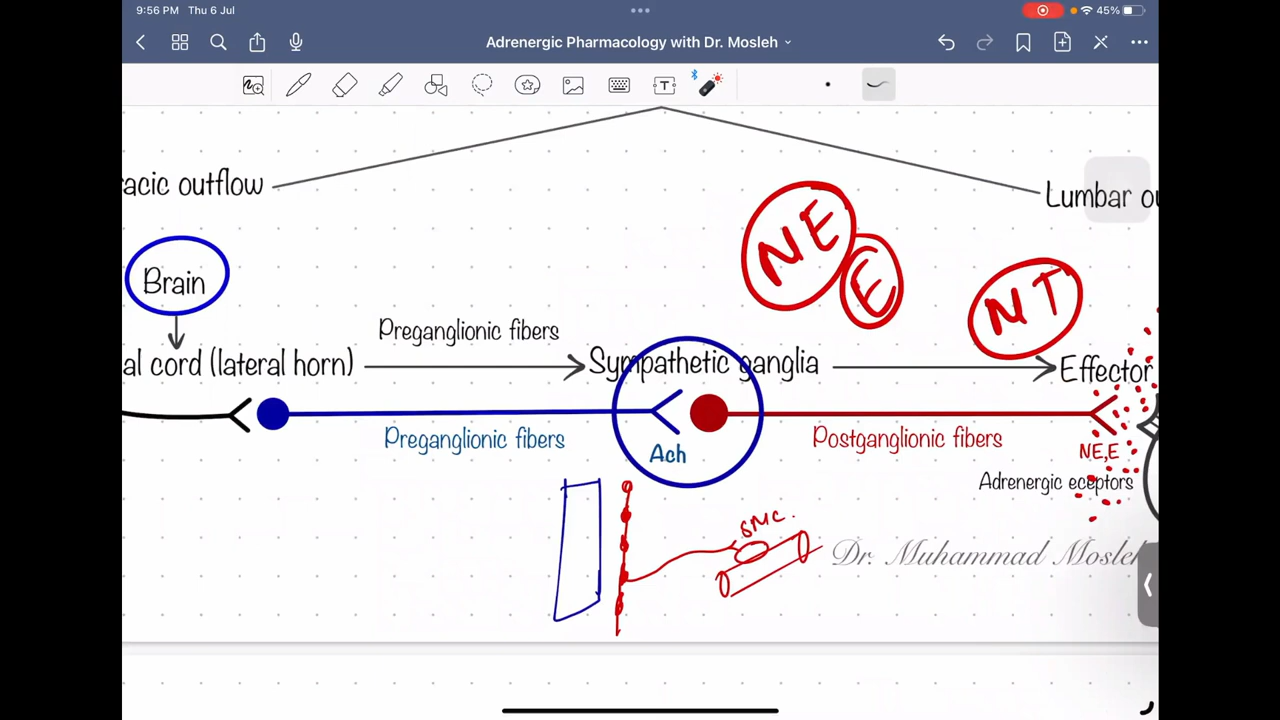 9:56 PM Thu 6 Jul
45%
Adrenergic Pharmacology with Dr. Mosleh
T
acic outflow
Lumbar ou
NE
E
NT
Brain
Preganglionic fibers
al cord (lateral horn)
Sympathetic ganglia
Effector
Preganglionic fibers
Ach
Postganglionic fibers
NE,E
Adrenergic eceptors
SMC.
Dr. Muhammad Mosleh